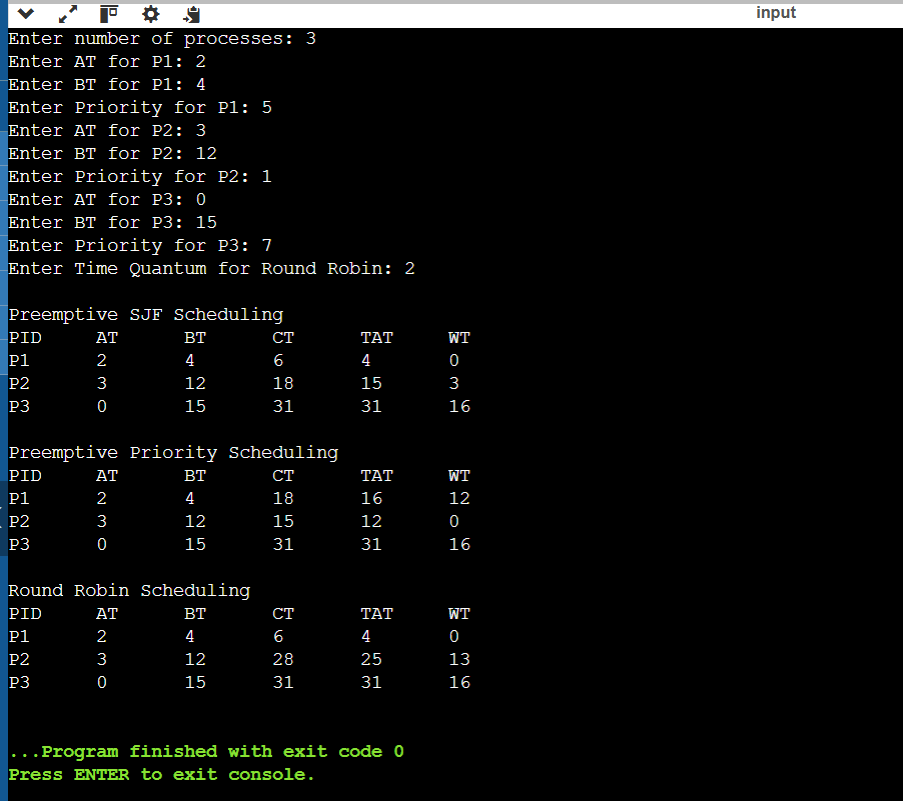 input
Enter number of processes: 3
Enter AT for P1: 2
Enter BT for P1: 4
Enter Priority for P1: 5
Enter AT for P2: 3
Enter BT for P2: 12
Enter Priority for P2: 1
Enter AT for P3: 0
Enter BT for P3: 15
Enter Priority for P3: 7
Enter Time Quantum for Round Robin: 2
Preemptive SJF Scheduling
PID AT BT CT TAT WT
P1 2 4 6 4 0
P2 3 12 18 15 3
P3 0 15 31 31 16
Preemptive Priority Scheduling
PID AT BT CT TAT WT
P1 2 4 18 16 12
P2 3 12 15 12 0
P3 0 15 31 31 16
Round Robin Scheduling
PID AT BT CT TAT WT
P1 2 4 6 4 0
P2 3 12 28 25 13
P3 0 15 31 31 16
...Program finished with exit code 0
Press ENTER to exit console.